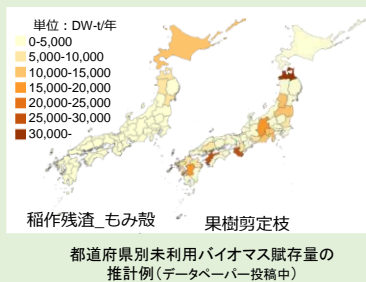 単位：DW-t/年
0-5,000
5,000-10,000
10,000-15,000
15,000-20,000
20,000-25,000
25,000-30,000
30,000-
稲作残渣_もみ殻
果樹剪定枝
都道府県別未利用バイオマス賦存量の
推計例(データペーパー投稿中)